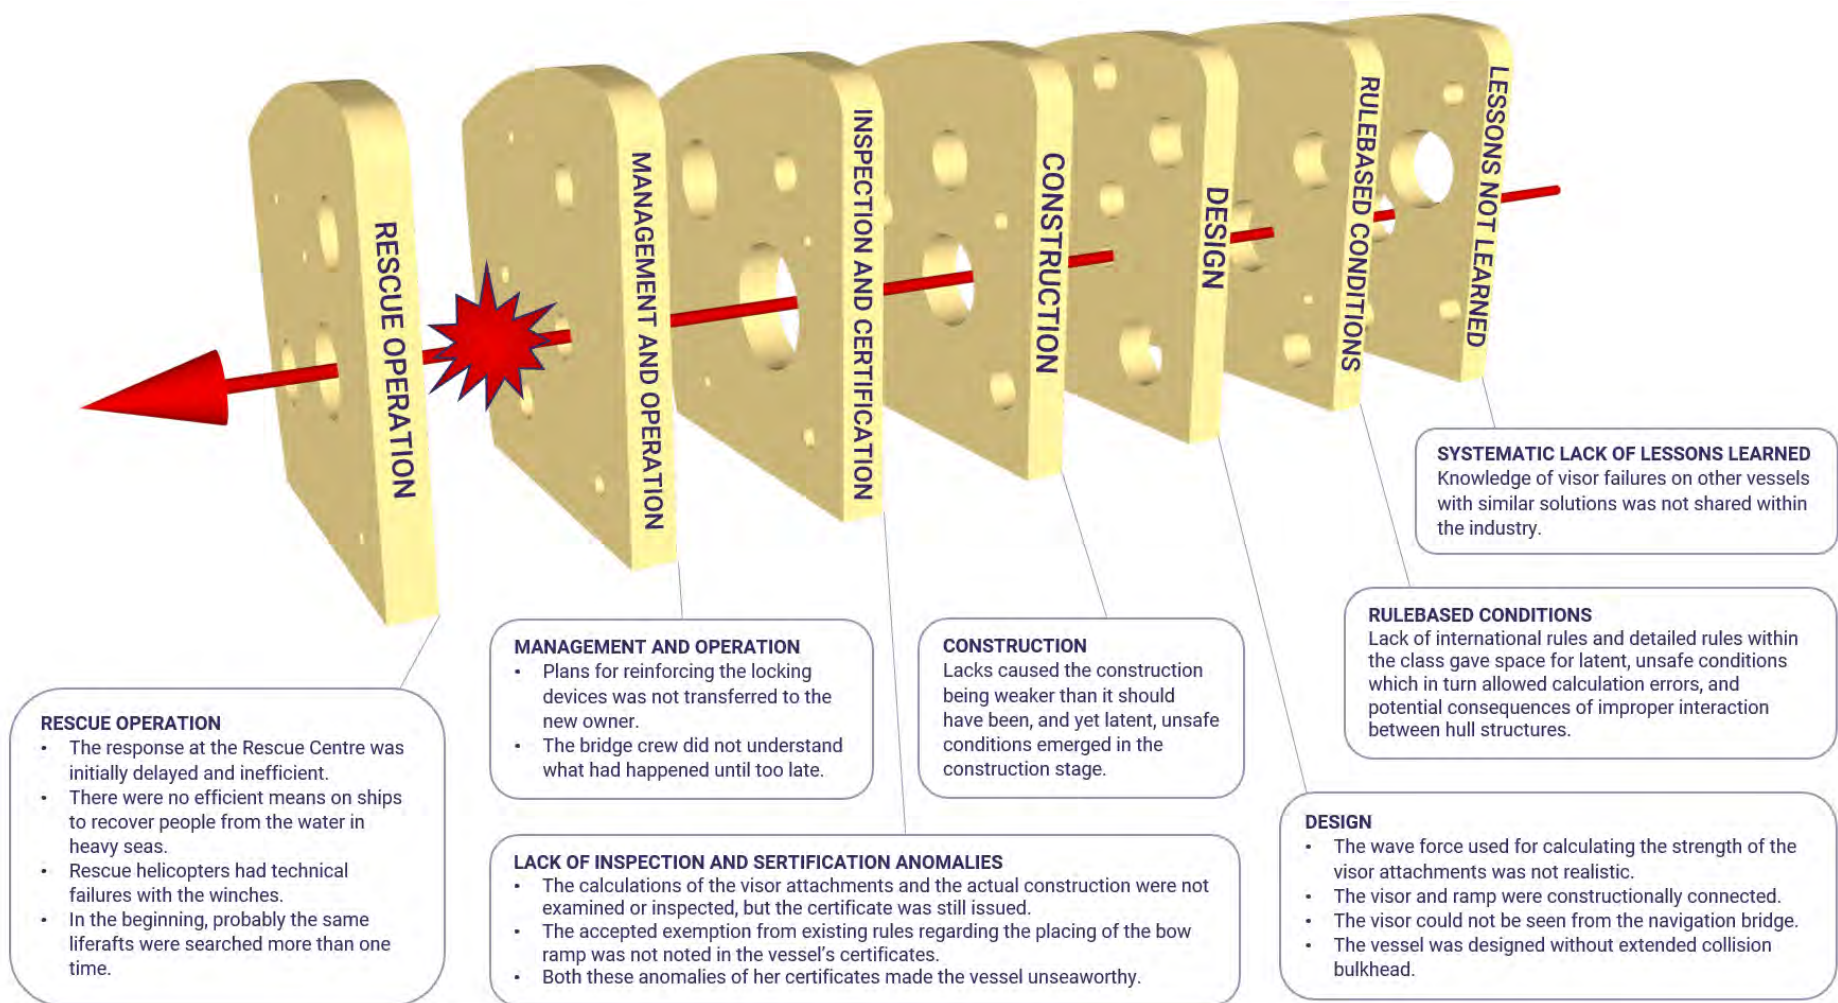 RESCUE OPERATION
MANAGEMENT AND OPERATION
INSPECTION AND CERTIFICATION
CONSTRUCTION
DESIGN
RULEBASED CONDITIONS
LESSONS NOT LEARNED
SYSTEMATIC LACK OF LESSONS LEARNED
Knowledge of visor failures on other vessels
with similar solutions was not shared within
the industry.
RULEBASED CONDITIONS
Lack of international rules and detailed rules within
the class gave space for latent, unsafe conditions
which in turn allowed calculation errors, and
potential consequences of improper interaction
between hull structures.
MANAGEMENT AND OPERATION
• Plans for reinforcing the locking
devices was not transferred to the
new owner.
• The bridge crew did not understand
what had happened until too late.
CONSTRUCTION
Lacks caused the construction
being weaker than it should
have been, and yet latent, unsafe
conditions emerged in the
construction stage.
RESCUE OPERATION
• The response at the Rescue Centre was
initially delayed and inefficient.
• There were no efficient means on ships
to recover people from the water in
heavy seas.
• Rescue helicopters had technical
failures with the winches.
• In the beginning, probably the same
liferafts were searched more than one
time.
LACK OF INSPECTION AND SERTIFICATION ANOMALIES
• The calculations of the visor attachments and the actual construction were not
examined or inspected, but the certificate was still issued.
• The accepted exemption from existing rules regarding the placing of the bow
ramp was not noted in the vessel's certificates.
• Both these anomalies of her certificates made the vessel unseaworthy.
DESIGN
• The wave force used for calculating the strength of the
visor attachments was not realistic.
• The visor and ramp were constructionally connected.
• The visor could not be seen from the navigation bridge.
• The vessel was designed without extended collision
bulkhead.